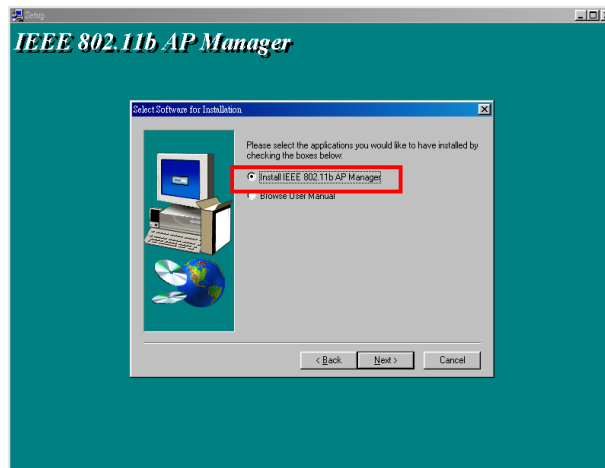 Setup
IEEE 802.11b AP Manager
Select Software for Installation
Please select the applications you would like to have installed by
checking the boxes below:
Install IEEE 802.11b AP Manager
Browse User Manual
< Back
Next >
Cancel